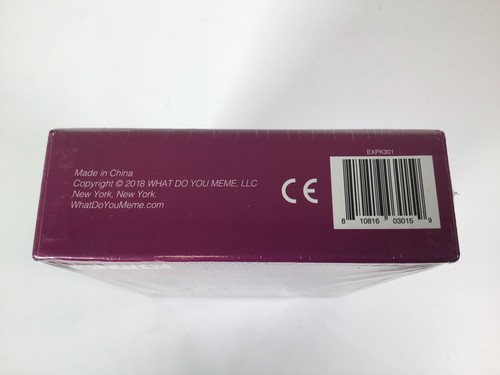 Made in China
Copyright © 2018 WHAT DO YOU MEME, LLC
New York, New York.
WhatDoYouMeme.com
CE
EXPK301
8 10816 03015 9